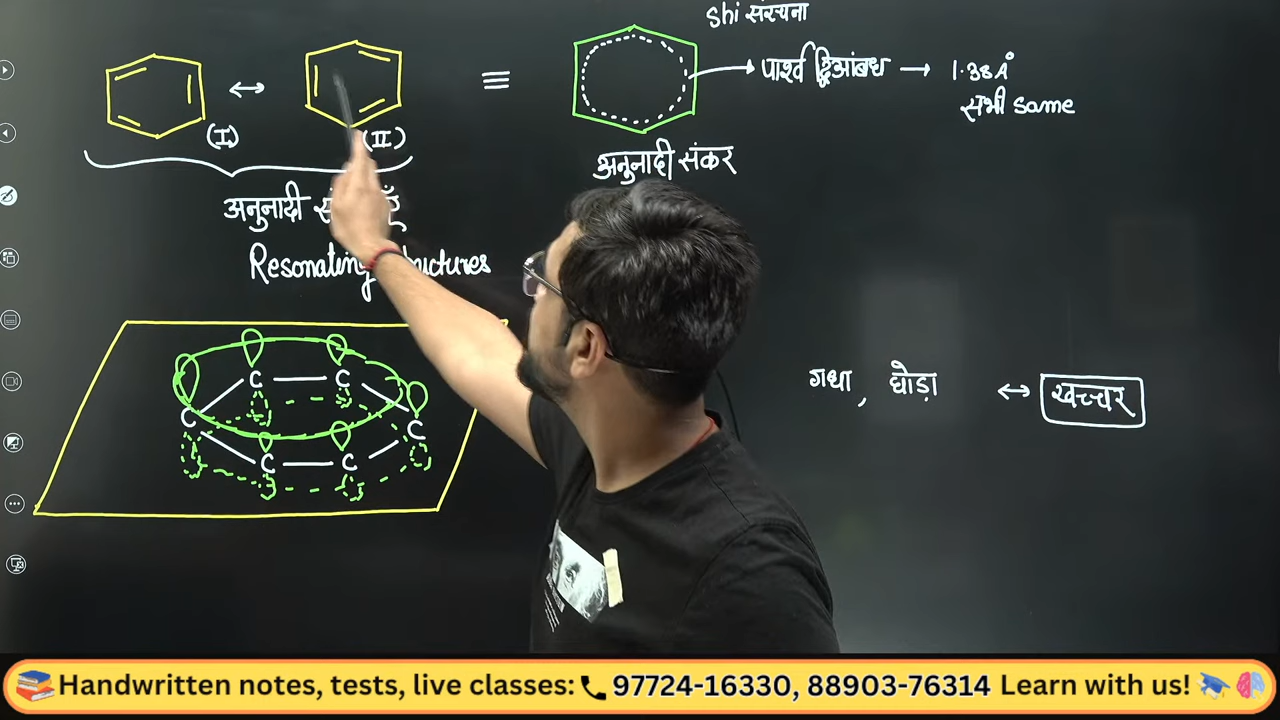 shi संरचना
पार्श्व द्विआंबध → 1.38 A°
सभी same
(I) ↔ (II) ≡
अनुनादी संकर
अनुनादी
Resonating
गधा, घोड़ा ↔ खच्चर
C C
C C
C C
Handwritten notes, tests, live classes: 97724-16330, 88903-76314 Learn with us!